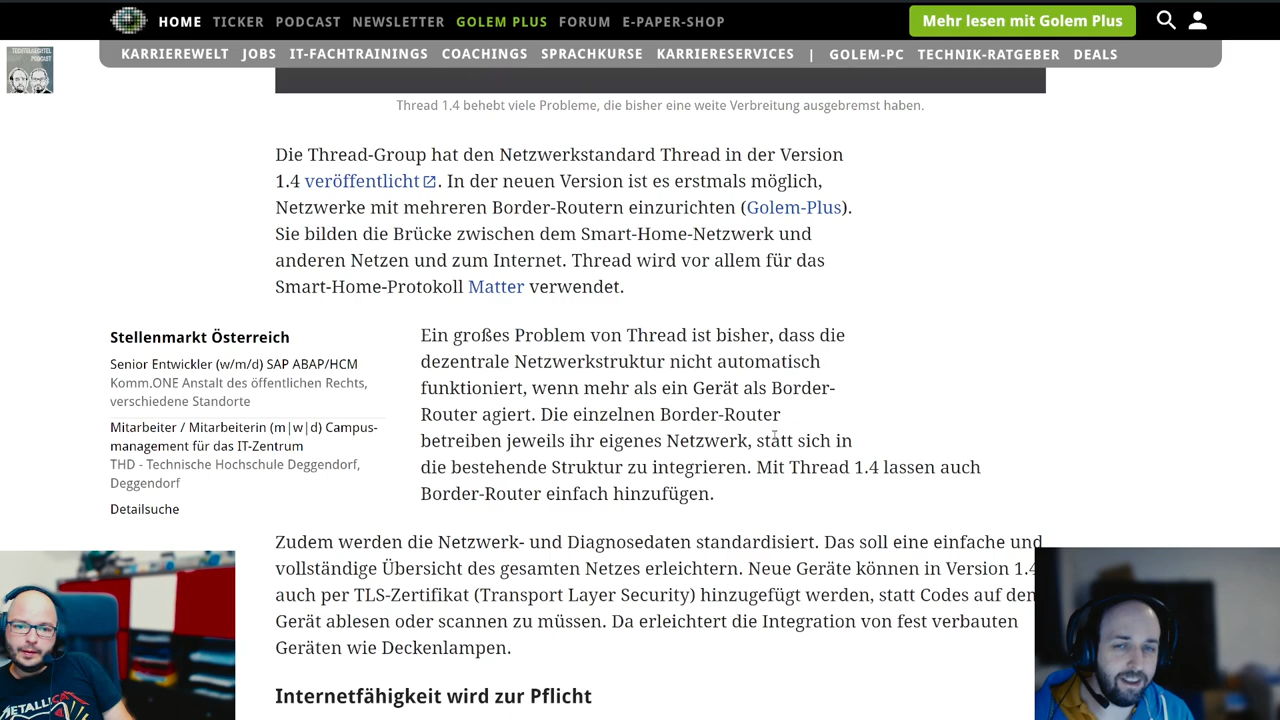 HOME TICKER PODCAST NEWSLETTER GOLEM PLUS FORUM E-PAPER-SHOP Mehr lesen mit Golem Plus
KARRIEREWELT JOBS IT-FACHTRAININGS COACHINGS SPRACHKURSE KARRIERESERVICES | GOLEM-PC TECHNIK-RATGEBER DEALS
TECHTELMECHTEL
PODCAST
Thread 1.4 behebt viele Probleme, die bisher eine weite Verbreitung ausgebremst haben.
Die Thread-Group hat den Netzwerkstandard Thread in der Version
1.4 veröffentlicht. In der neuen Version ist es erstmals möglich,
Netzwerke mit mehreren Border-Routern einzurichten (Golem-Plus).
Sie bilden die Brücke zwischen dem Smart-Home-Netzwerk und
anderen Netzen und zum Internet. Thread wird vor allem für das
Smart-Home-Protokoll Matter verwendet.
Stellenmarkt Österreich
Senior Entwickler (w/m/d) SAP ABAP/HCM
Komm.ONE Anstalt des öffentlichen Rechts,
verschiedene Standorte
Mitarbeiter / Mitarbeiterin (m|w|d) Campus-
management für das IT-Zentrum
THD - Technische Hochschule Deggendorf,
Deggendorf
Detailsuche
Ein großes Problem von Thread ist bisher, dass die
dezentrale Netzwerkstruktur nicht automatisch
funktioniert, wenn mehr als ein Gerät als Border-
Router agiert. Die einzelnen Border-Router
betreiben jeweils ihr eigenes Netzwerk, statt sich in
die bestehende Struktur zu integrieren. Mit Thread 1.4 lassen auch
Border-Router einfach hinzufügen.
Zudem werden die Netzwerk- und Diagnosedaten standardisiert. Das soll eine einfache und
vollständige Übersicht des gesamten Netzes erleichtern. Neue Geräte können in Version 1.4
auch per TLS-Zertifikat (Transport Layer Security) hinzugefügt werden, statt Codes auf den
Gerät ablesen oder scannen zu müssen. Da erleichtert die Integration von fest verbauten
Geräten wie Deckenlampen.
Internetfähigkeit wird zur Pflicht
METALLICA